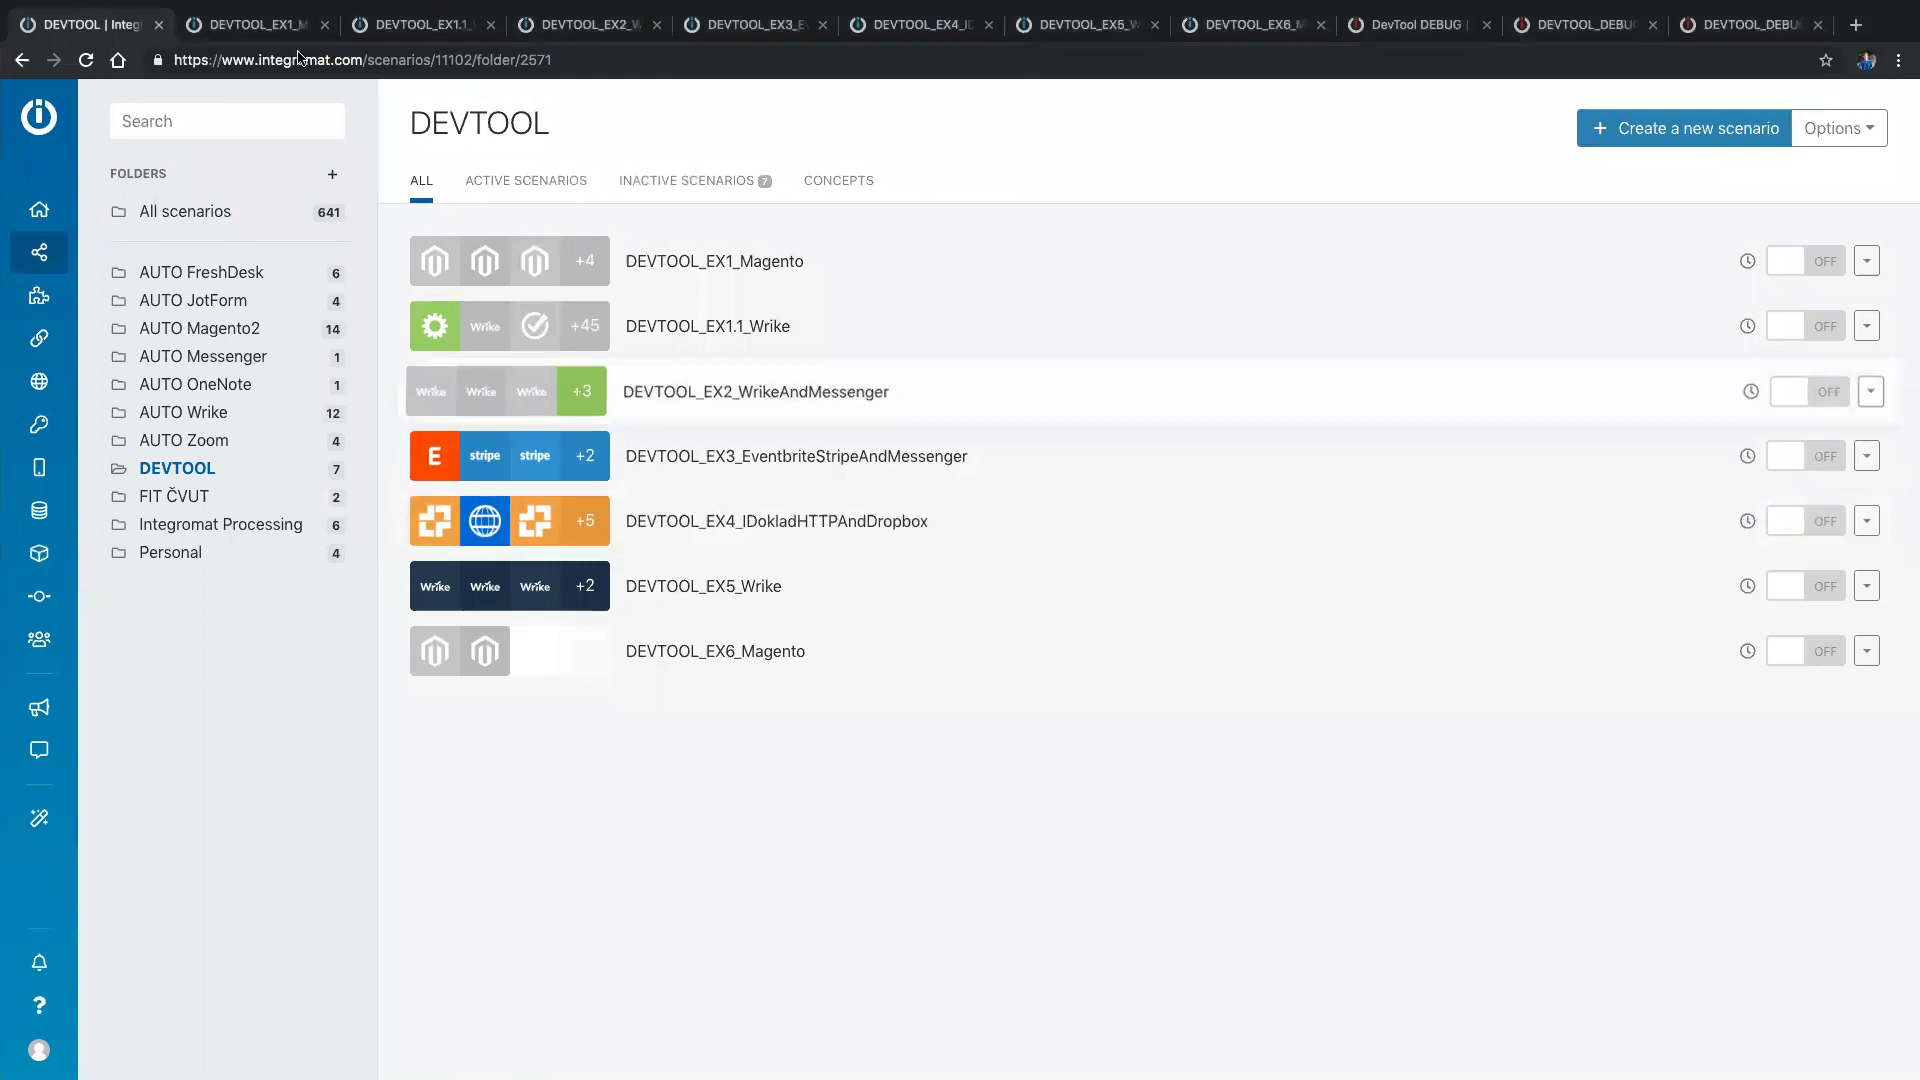 DEVTOOL | Integ
DEVTOOL_EX1_M
DEVTOOL_EX1.1_
DEVTOOL_EX2_W
DEVTOOL_EX3_E
DEVTOOL_EX4_ID
DEVTOOL_EX5_W
DEVTOOL_EX6_M
DevTool DEBUG |
DEVTOOL_DEBU
DEVTOOL_DEBU
https://www.integromat.com/scenarios/11102/folder/2571
Search
FOLDERS
All scenarios 641
AUTO FreshDesk 6
AUTO JotForm 4
AUTO Magento2 14
AUTO Messenger 1
AUTO OneNote 1
AUTO Wrike 12
AUTO Zoom 4
DEVTOOL 7
FIT ČVUT 2
Integromat Processing 6
Personal 4
DEVTOOL
+ Create a new scenario
Options
ALL
ACTIVE SCENARIOS
INACTIVE SCENARIOS 7
CONCEPTS
+4 DEVTOOL_EX1_Magento OFF
Wrike +45 DEVTOOL_EX1.1_Wrike OFF
Wrike Wrike Wrike +3 DEVTOOL_EX2_WrikeAndMessenger OFF
E stripe stripe +2 DEVTOOL_EX3_EventbriteStripeAndMessenger OFF
+5 DEVTOOL_EX4_IDokladHTTPAndDropbox OFF
Wrike Wrike Wrike +2 DEVTOOL_EX5_Wrike OFF
DEVTOOL_EX6_Magento OFF